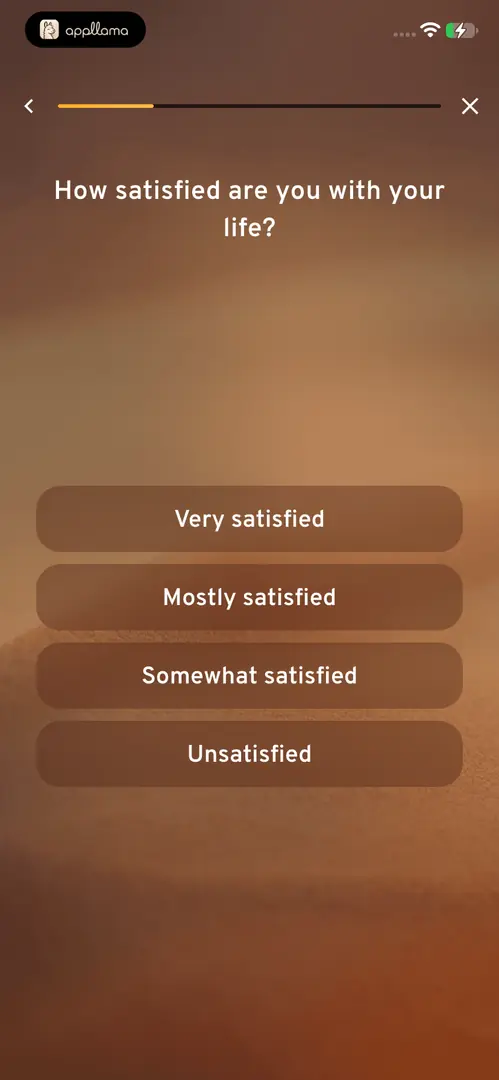 appllama
How satisfied are you with your
life?
Very satisfied
Mostly satisfied
Somewhat satisfied
Unsatisfied